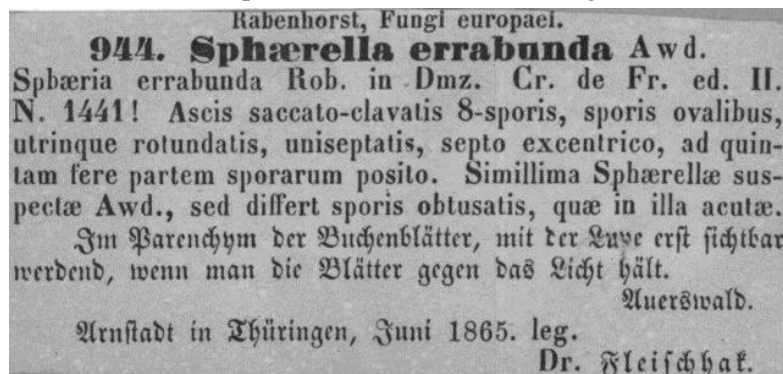 Rabenhorst, Fungi europaei.
944. Sphærella errabunda Awd.
Spbæria errabunda Rob. in Dmz. Cr. de Fr. ed. II.
N. 1441! Ascis saccato-clavatis 8-sporis, sporis ovalibus,
utrinque rotundatis, uniseptatis, septo excentrico, ad quin-
tam fere partem sporarum posito. Simillima Sphærellæ sus-
pectæ Awd., sed differt sporis obtusatis, quæ in illa acutæ.
Im Parenchym der Buchenblätter, mit der Lupe erst sichtbar
werdend, wenn man die Blätter gegen das Licht hält.
Auerswald.
Arnstadt in Thüringen, Juni 1865. leg.
Dr. Fleischhak.